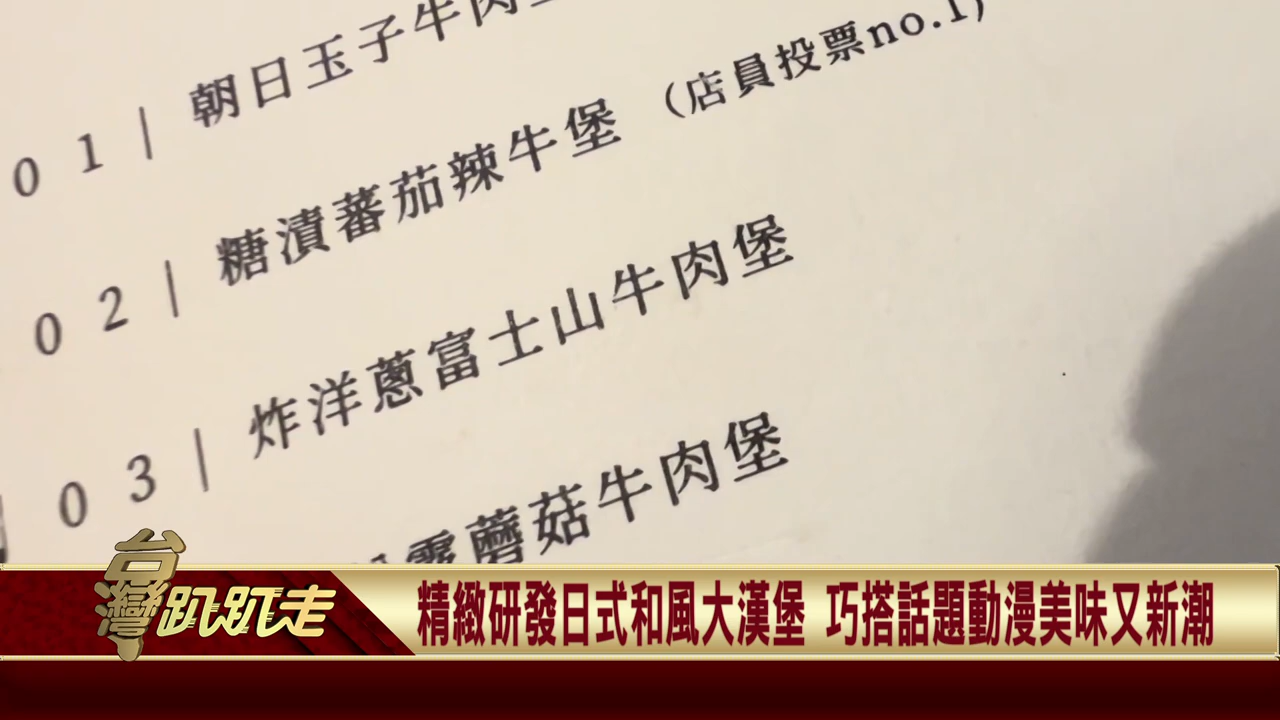 01| 朝日玉子牛肉堡
02| 糖漬蕃茄辣牛堡 (店員投票no.1)
03| 炸洋蔥富士山牛肉堡
露蘑菇牛肉堡
台灣趴趴走
精緻研發日式和風大漢堡 巧搭話題動漫美味又新潮